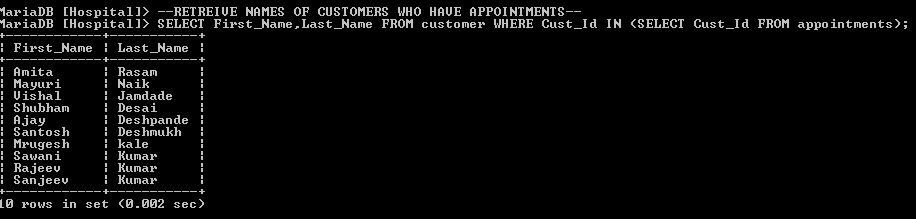 MariaDB [Hospital]> --RETREIVE NAMES OF CUSTOMERS WHO HAVE APPOINTMENTS--
MariaDB [Hospital]> SELECT First_Name,Last_Name FROM customer WHERE Cust_Id IN (SELECT Cust_Id FROM appointments);
+------------+-----------+
| First_Name | Last_Name |
+------------+-----------+
| Amita | Rasam |
| Mayuri | Naik |
| Vishal | Jamdade |
| Shubham | Desai |
| Ajay | Deshpande |
| Santosh | Deshmukh |
| Mrugesh | kale |
| Sawani | Kumar |
| Rajeev | Kumar |
| Sanjeev | Kumar |
+------------+-----------+
10 rows in set (0.002 sec)